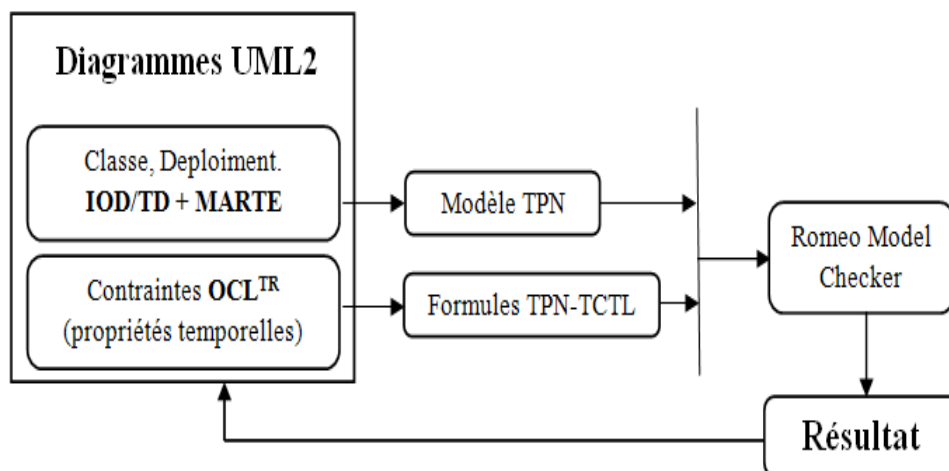 Diagrammes UML2
Classe, Deploiment.
IOD/TD + MARTE
Contraintes OCLᵀᴿ
(propriétés temporelles)
Modèle TPN
Formules TPN-TCTL
Romeo Model
Checker
Résultat